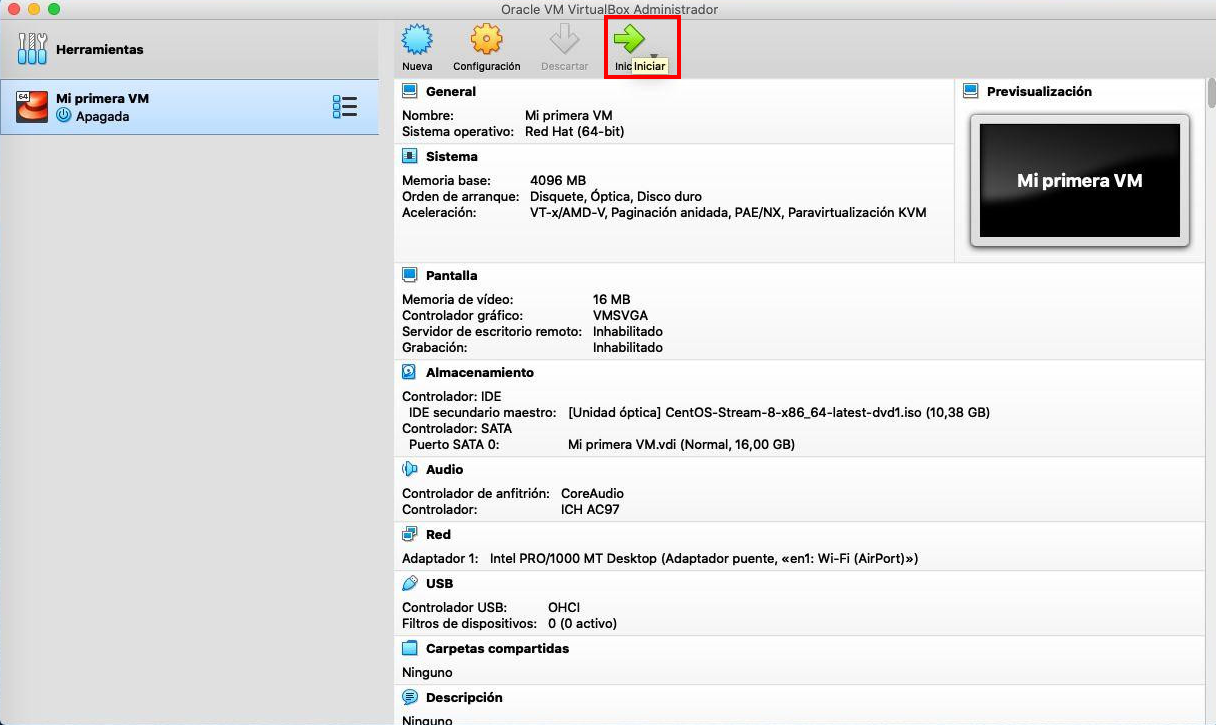 Oracle VM VirtualBox Administrador
Herramientas
Nueva
Configuración
Descartar
Inic
Iniciar
64
Mi primera VM
Apagada
General
Nombre: Mi primera VM
Sistema operativo: Red Hat (64-bit)
Previsualización
Mi primera VM
Sistema
Memoria base: 4096 MB
Orden de arranque: Disquete, Óptica, Disco duro
Aceleración: VT-x/AMD-V, Paginación anidada, PAE/NX, Paravirtualización KVM
Pantalla
Memoria de vídeo: 16 MB
Controlador gráfico: VMSVGA
Servidor de escritorio remoto: Inhabilitado
Grabación: Inhabilitado
Almacenamiento
Controlador: IDE
IDE secundario maestro: [Unidad óptica] CentOS-Stream-8-x86_64-latest-dvd1.iso (10,38 GB)
Controlador: SATA
Puerto SATA 0: Mi primera VM.vdi (Normal, 16,00 GB)
Audio
Controlador de anfitrión: CoreAudio
Controlador: ICH AC97
Red
Adaptador 1: Intel PRO/1000 MT Desktop (Adaptador puente, «en1: Wi-Fi (AirPort)»)
USB
Controlador USB: OHCI
Filtros de dispositivos: 0 (0 activo)
Carpetas compartidas
Ninguno
Descripción
Ninguno